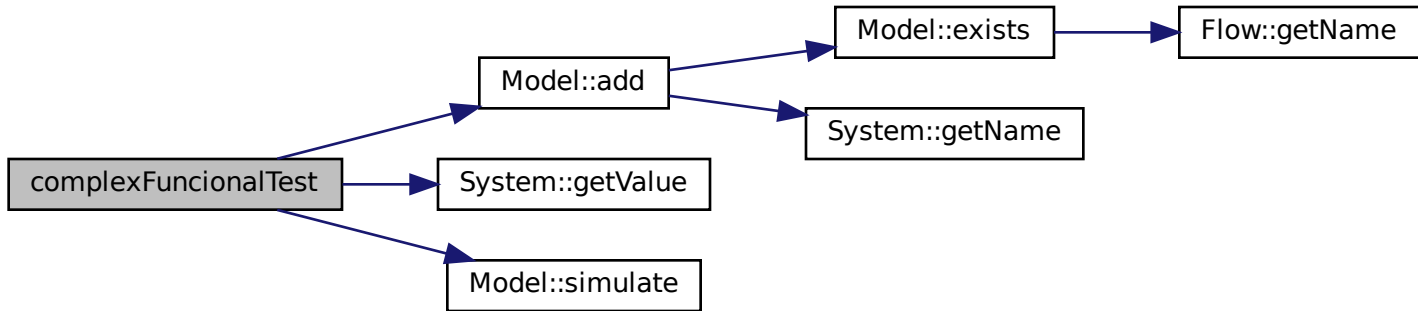 Model::exists
Flow::getName
Model::add
System::getName
complexFuncionalTest
System::getValue
Model::simulate